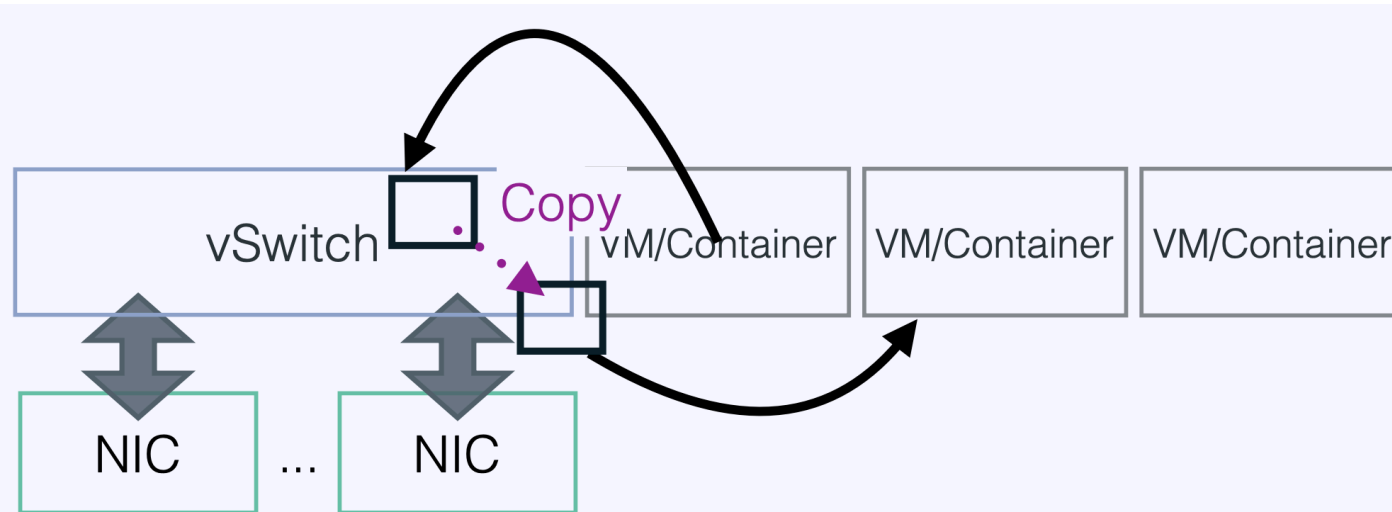 Copy
vSwitch
VM/Container
VM/Container
VM/Container
NIC
...
NIC